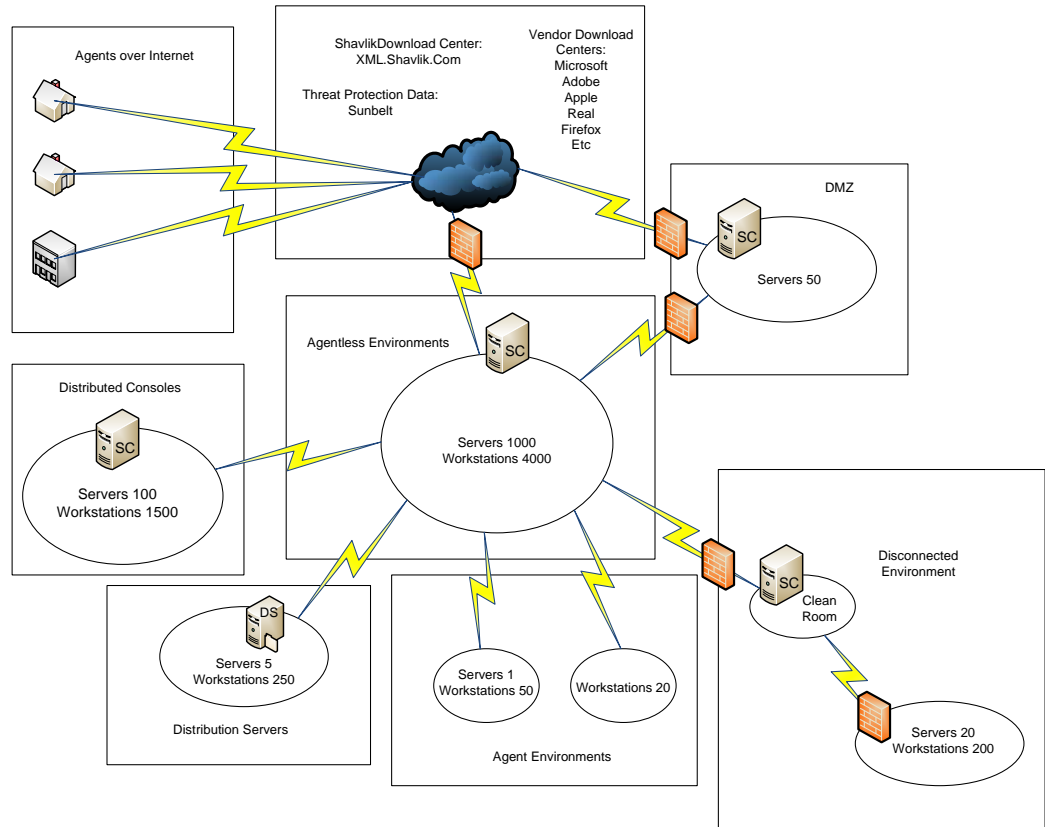 Agents over Internet
ShavlikDownload Center:
XML.Shavlik.Com
Threat Protection Data:
Sunbelt
Vendor Download
Centers:
Microsoft
Adobe
Apple
Real
Firefox
Etc
DMZ
SC
Servers 50
Agentless Environments
SC
Servers 1000
Workstations 4000
Distributed Consoles
SC
Servers 100
Workstations 1500
DS
Servers 5
Workstations 250
Distribution Servers
Servers 1
Workstations 50
Workstations 20
Agent Environments
Disconnected
Environment
SC
Clean
Room
Servers 20
Workstations 200